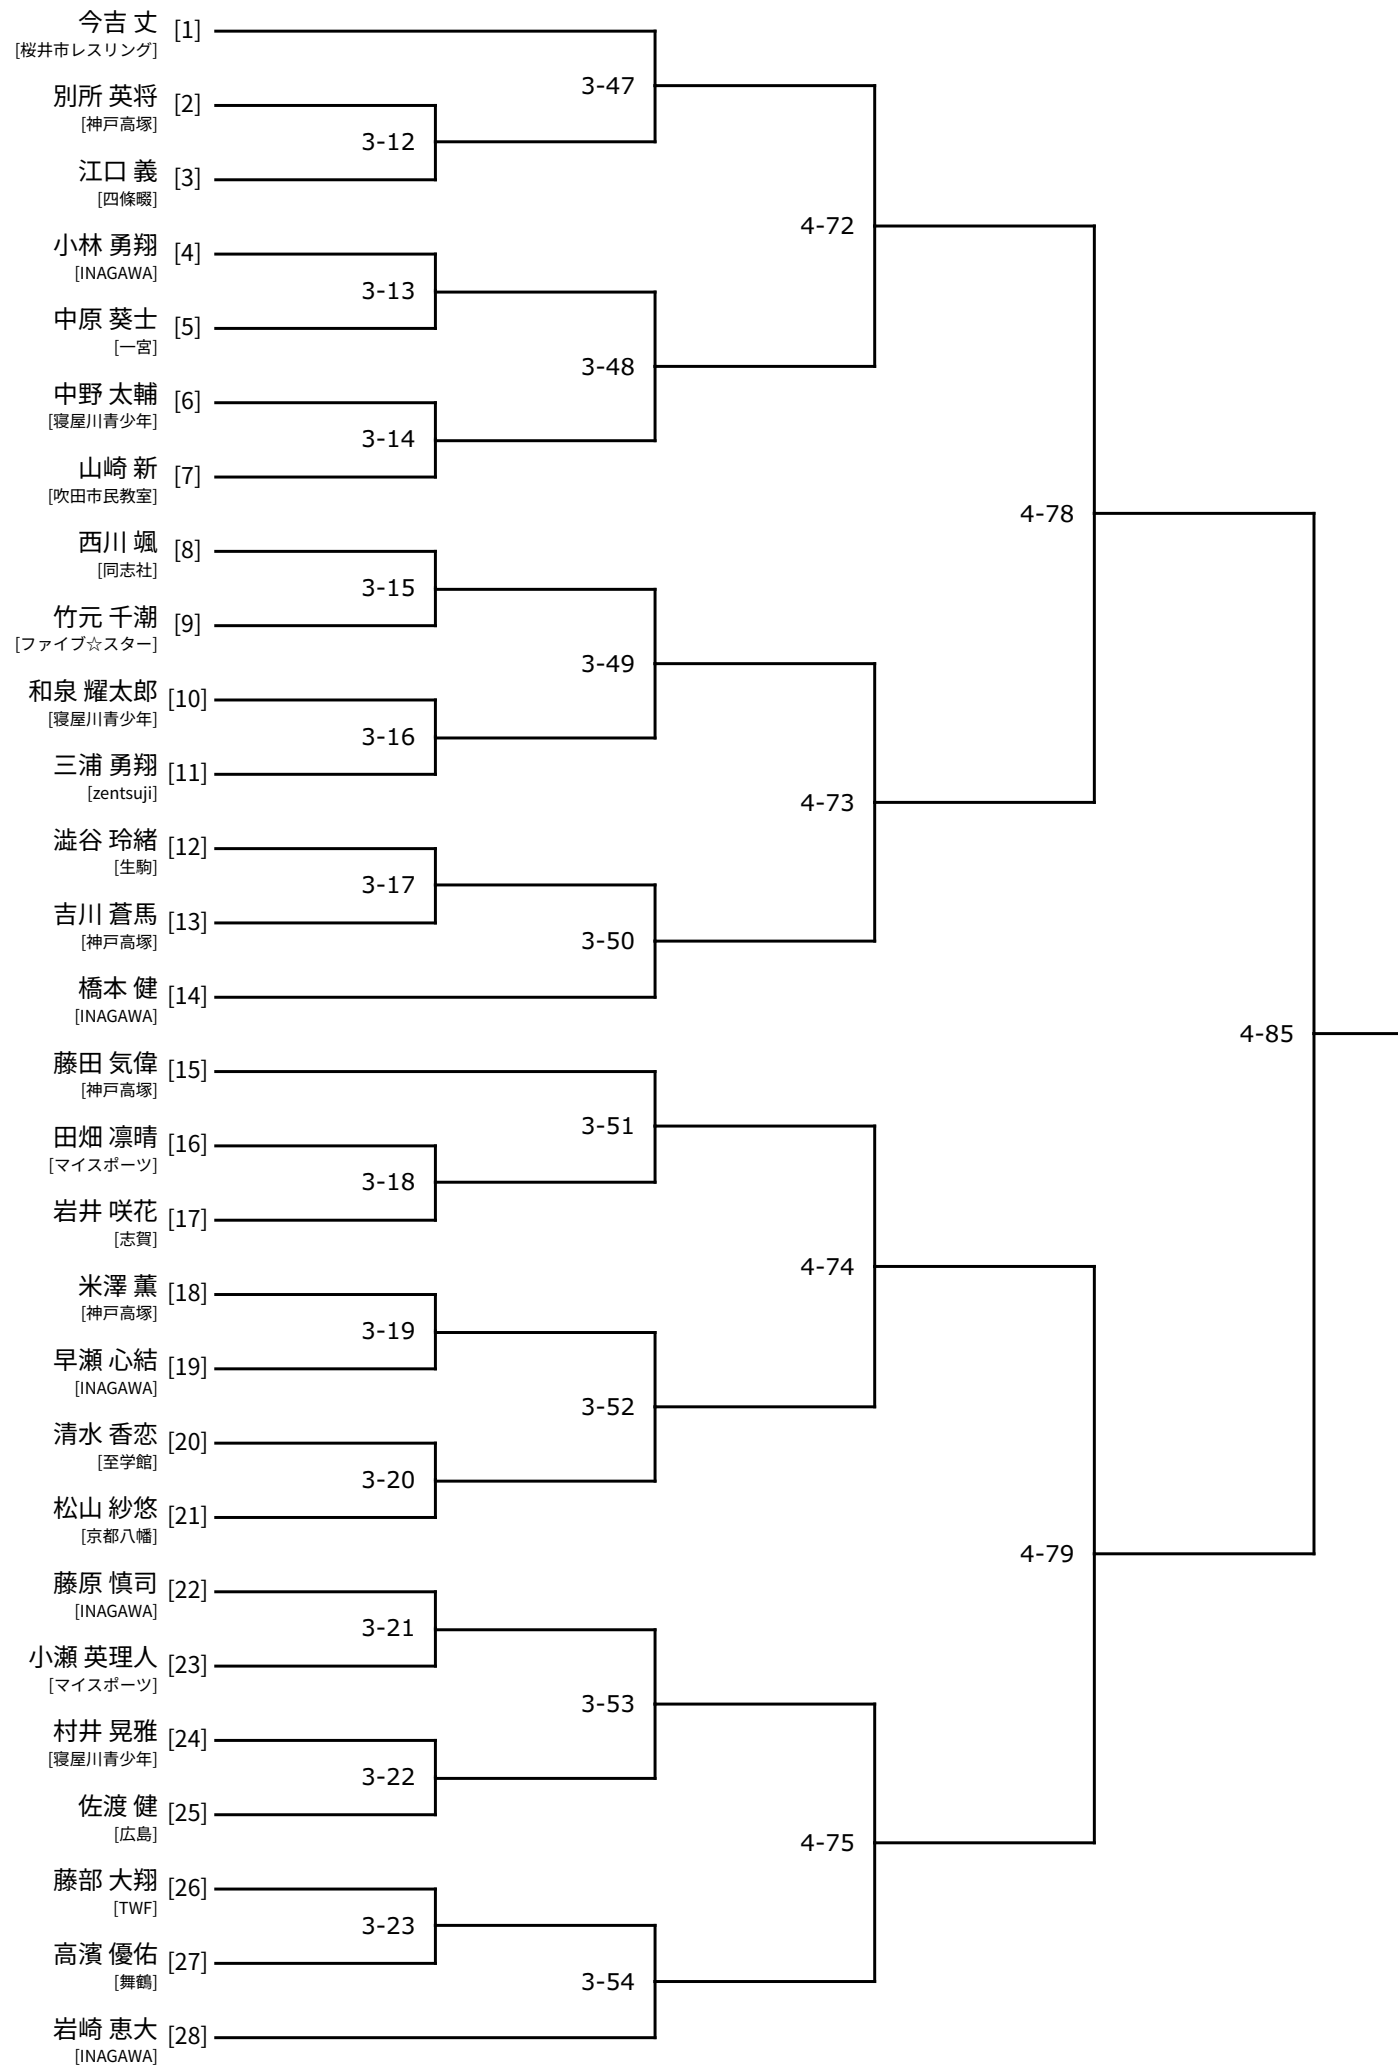 今吉 丈 [1]
[桜井市レスリング]
3-47
別所 英将 [2]
[神戸高塚]
3-12
江口 義 [3]
[四條畷]
4-72
小林 勇翔 [4]
[INAGAWA]
3-13
中原 葵士 [5]
[一宮]
3-48
中野 太輔 [6]
[寝屋川青少年]
3-14
山崎 新 [7]
[吹田市民教室]
4-78
西川 颯 [8]
[同志社]
3-15
竹元 千潮 [9]
[ファイブ☆スター]
3-49
和泉 耀太郎 [10]
[寝屋川青少年]
3-16
三浦 勇翔 [11]
[zentsuji]
4-73
澁谷 玲緒 [12]
[生駒]
3-17
吉川 蒼馬 [13]
[神戸高塚]
3-50
橋本 健 [14]
[INAGAWA]
4-85
藤田 気偉 [15]
[神戸高塚]
3-51
田畑 凛晴 [16]
[マイスポーツ]
3-18
岩井 咲花 [17]
[志賀]
4-74
米澤 薫 [18]
[神戸高塚]
3-19
早瀬 心結 [19]
[INAGAWA]
3-52
清水 香恋 [20]
[至学館]
3-20
松山 紗悠 [21]
[京都八幡]
4-79
藤原 慎司 [22]
[INAGAWA]
3-21
小瀬 英理人 [23]
[マイスポーツ]
3-53
村井 晃雅 [24]
[寝屋川青少年]
3-22
佐渡 健 [25]
[広島]
4-75
藤部 大翔 [26]
[TWF]
3-23
高濱 優佑 [27]
[舞鶴]
3-54
岩崎 恵大 [28]
[INAGAWA]